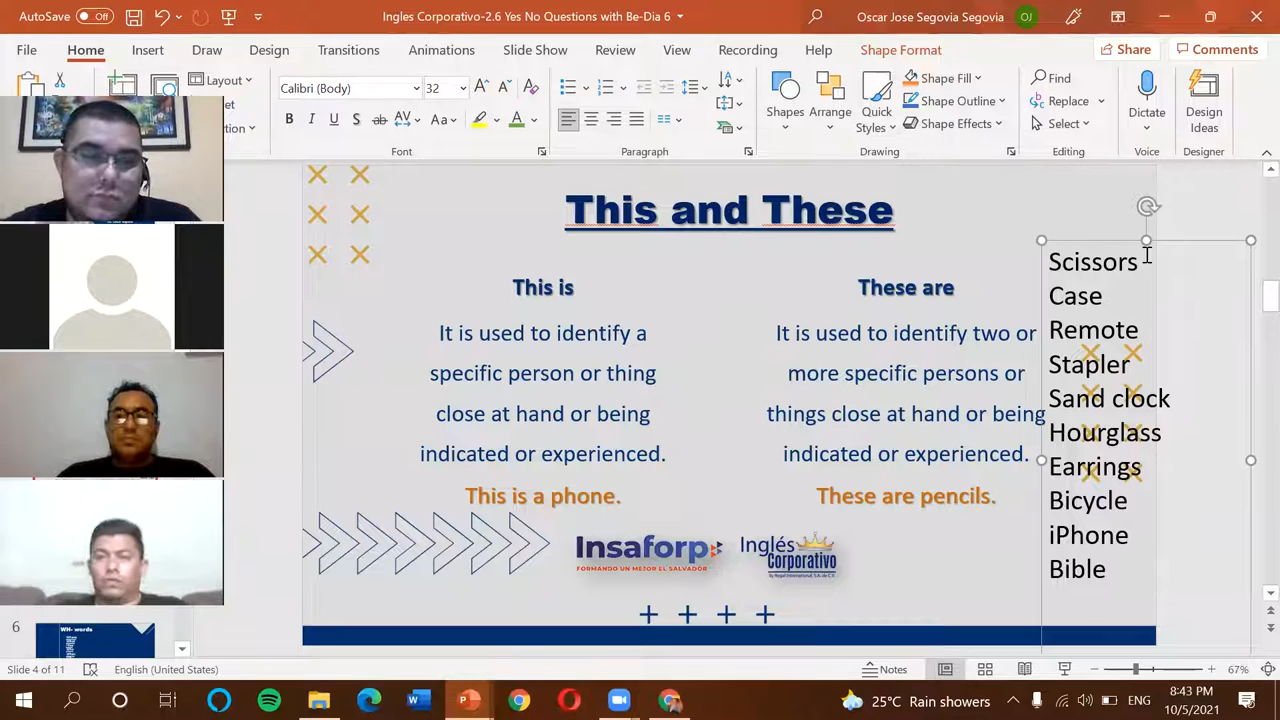 AutoSave Off
Ingles Corporativo-2.6 Yes No Questions with Be-Dia 6
Oscar Jose Segovia Segovia OJ
File Home Insert Draw Design Transitions Animations Slide Show Review View Recording Help Shape Format Share Comments
Layout
Calibri (Body) 32
Font
Paragraph
Shapes Arrange Quick Styles
Shape Fill
Shape Outline
Shape Effects
Drawing
Find
Replace
Select
Editing
Dictate
Voice
Design Ideas
Designer
This and These
This is
It is used to identify a
specific person or thing
close at hand or being
indicated or experienced.
This is a phone.
These are
It is used to identify two or
more specific persons or
things close at hand or being
indicated or experienced.
These are pencils.
Scissors
Case
Remote
Stapler
Sand clock
Hourglass
Earrings
Bicycle
iPhone
Bible
Insaforp
FORMANDO UN MEJOR EL SALVADOR
Inglés
Corporativo
by Regal International, S.A. de C.V.
6
WH- words
Slide 4 of 11 English (United States) Notes 67%
25°C Rain showers ENG
8:43 PM
10/5/2021